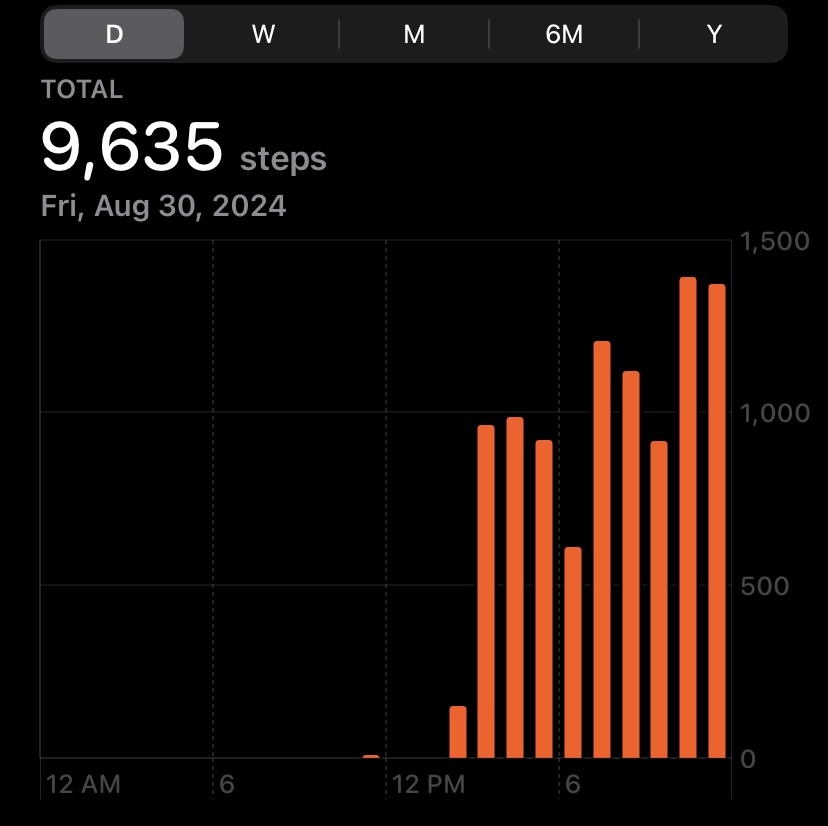 D W M 6M Y
TOTAL
9,635 steps
Fri, Aug 30, 2024
1,500
1,000
500
0
12 AM 6 12 PM 6